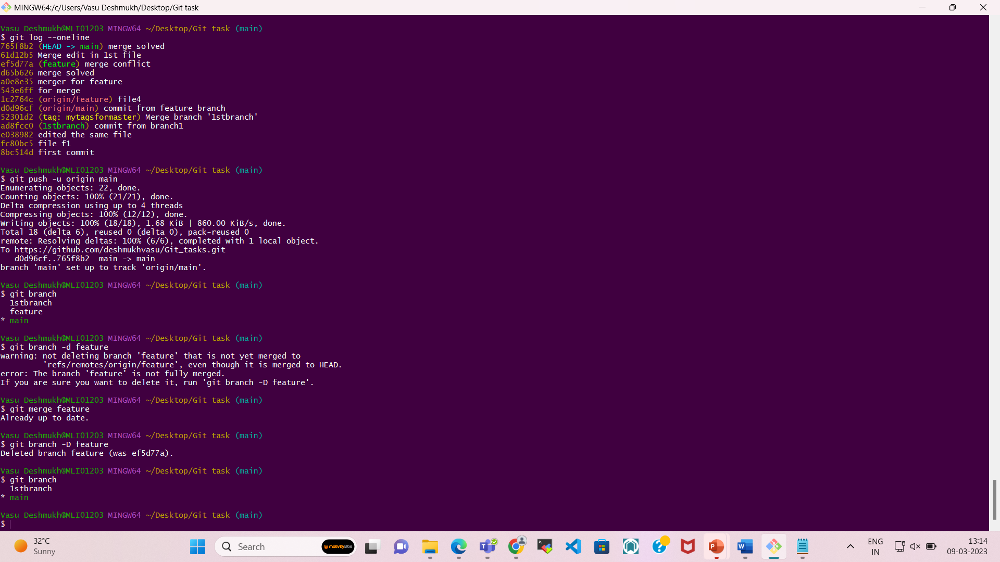 MINGW64:/c/Users/Vasu Deshmukh/Desktop/Git task
Vasu Deshmukh@MLI01203 MINGW64 ~/Desktop/Git task (main)
$ git log --oneline
765f8b2 (HEAD -> main) merge solved
61d12b5 Merge edit in 1st file
ef5d77a (feature) merge conflict
d65b626 merge solved
a0e8e35 merger for feature
543e6ff for merge
1c2764c (origin/feature) file4
d0d96cf (origin/main) commit from feature branch
52301d2 (tag: mytagsformaster) Merge branch '1stbranch'
ad8fcc0 (1stbranch) commit from branch1
e038982 edited the same file
fc80bc5 file f1
8bc514d first commit
Vasu Deshmukh@MLI01203 MINGW64 ~/Desktop/Git task (main)
$ git push -u origin main
Enumerating objects: 22, done.
Counting objects: 100% (21/21), done.
Delta compression using up to 4 threads
Compressing objects: 100% (12/12), done.
Writing objects: 100% (18/18), 1.68 KiB | 860.00 KiB/s, done.
Total 18 (delta 6), reused 0 (delta 0), pack-reused 0
remote: Resolving deltas: 100% (6/6), completed with 1 local object.
To https://github.com/deshmukhvasu/Git_tasks.git
   d0d96cf..765f8b2  main -> main
branch 'main' set up to track 'origin/main'.
Vasu Deshmukh@MLI01203 MINGW64 ~/Desktop/Git task (main)
$ git branch
  1stbranch
  feature
* main
Vasu Deshmukh@MLI01203 MINGW64 ~/Desktop/Git task (main)
$ git branch -d feature
warning: not deleting branch 'feature' that is not yet merged to
         'refs/remotes/origin/feature', even though it is merged to HEAD.
error: The branch 'feature' is not fully merged.
If you are sure you want to delete it, run 'git branch -D feature'.
Vasu Deshmukh@MLI01203 MINGW64 ~/Desktop/Git task (main)
$ git merge feature
Already up to date.
Vasu Deshmukh@MLI01203 MINGW64 ~/Desktop/Git task (main)
$ git branch -D feature
Deleted branch feature (was ef5d77a).
Vasu Deshmukh@MLI01203 MINGW64 ~/Desktop/Git task (main)
$ git branch
  1stbranch
* main
Vasu Deshmukh@MLI01203 MINGW64 ~/Desktop/Git task (main)
$
32°C
Sunny
Search
motivitylabs
ENG
IN
13:14
09-03-2023